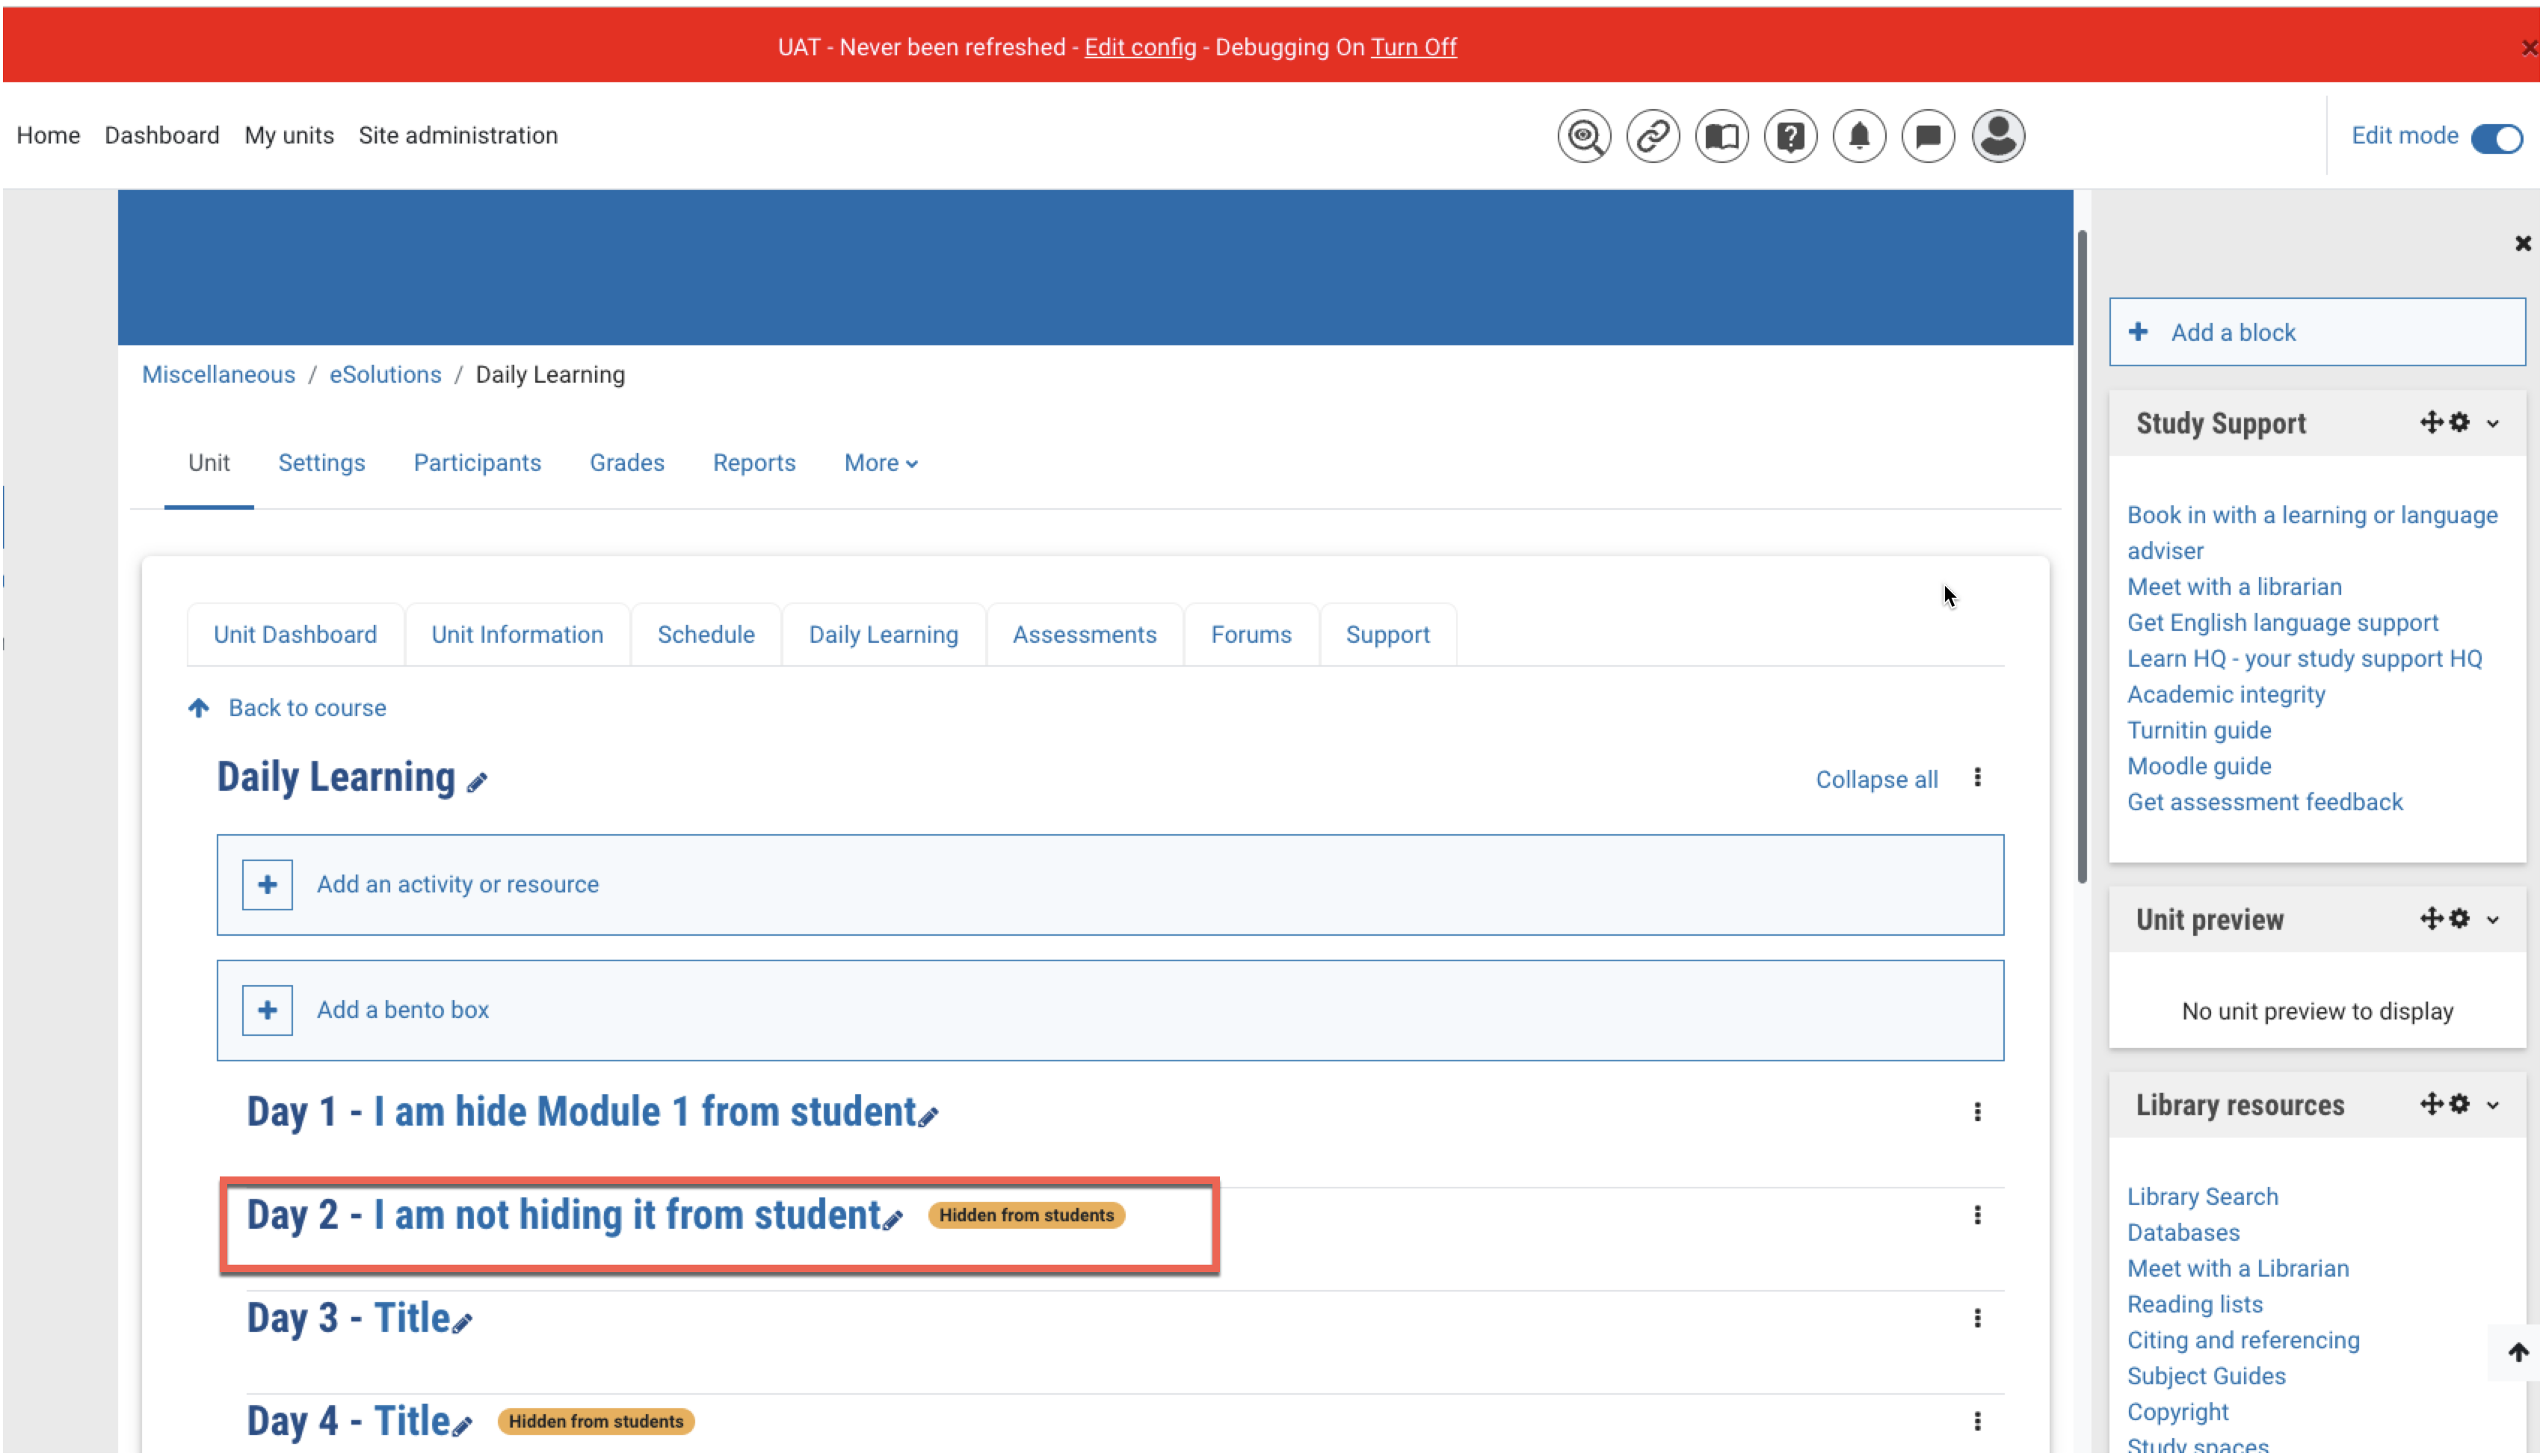 UAT - Never been refreshed - Edit config - Debugging On Turn Off
Home Dashboard My units Site administration
Edit mode
Miscellaneous / eSolutions / Daily Learning
Unit Settings Participants Grades Reports More
Unit Dashboard Unit Information Schedule Daily Learning Assessments Forums Support
Back to course
Daily Learning
Collapse all
Add an activity or resource
Add a bento box
Day 1 - I am hide Module 1 from student
Day 2 - I am not hiding it from student Hidden from students
Day 3 - Title
Day 4 - Title Hidden from students
Add a block
Study Support
Book in with a learning or language
adviser
Meet with a librarian
Get English language support
Learn HQ - your study support HQ
Academic integrity
Turnitin guide
Moodle guide
Get assessment feedback
Unit preview
No unit preview to display
Library resources
Library Search
Databases
Meet with a Librarian
Reading lists
Citing and referencing
Subject Guides
Copyright
Study spaces